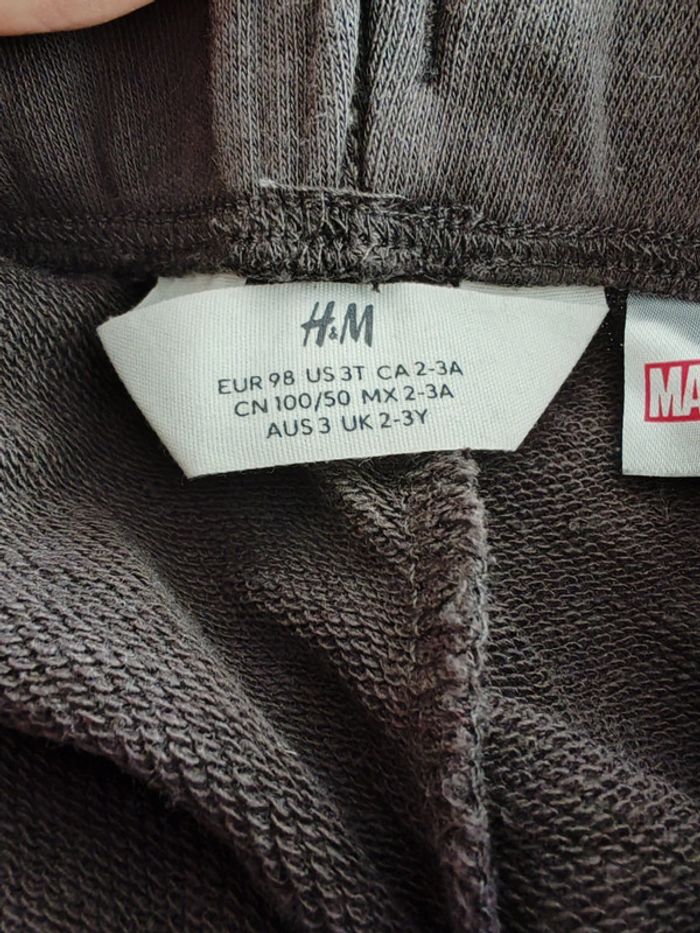 H&M
EUR 98 US 3T CA 2-3A
CN 100/50 MX 2-3A
AUS 3 UK 2-3Y
MA